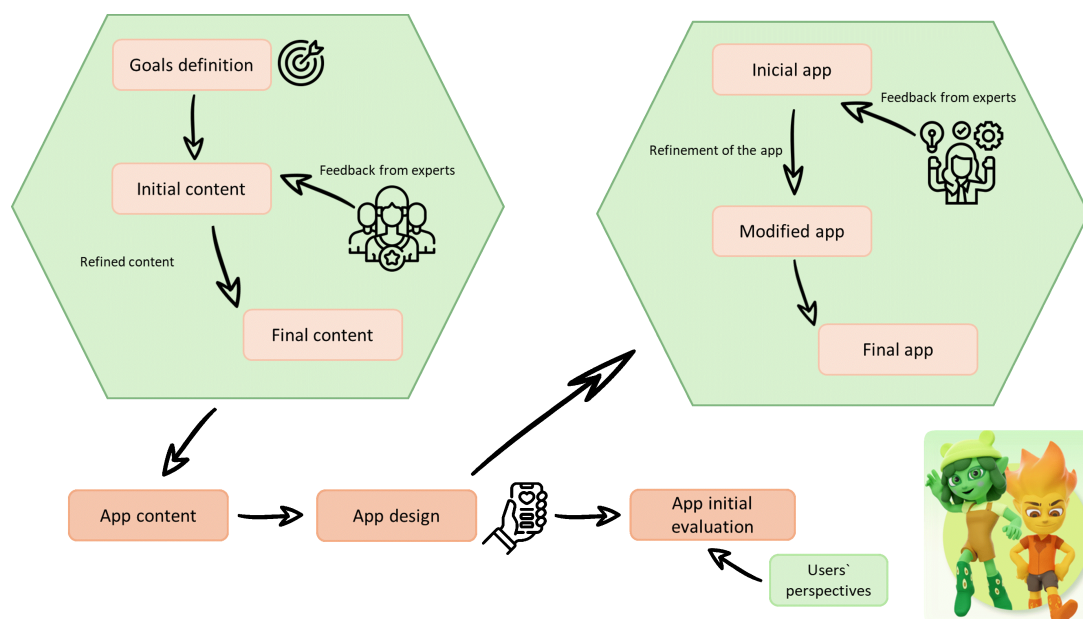 Goals definition
Initial content
Feedback from experts
Refined content
Final content
Inicial app
Feedback from experts
Refinement of the app
Modified app
Final app
App content
App design
App initial
evaluation
Users`
perspectives